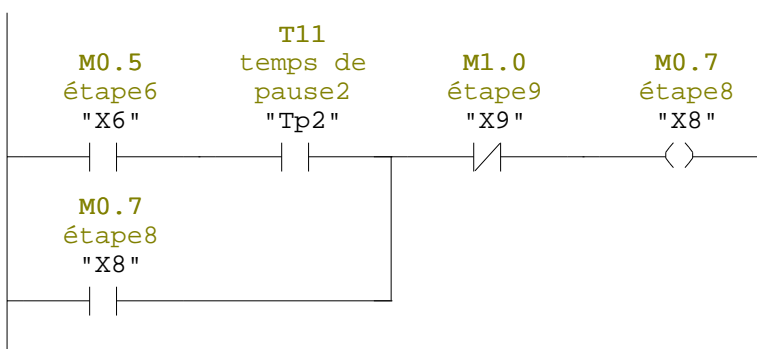 T11
temps de
pause2
"Tp2"
M0.5
étape6
"X6"
M1.0
étape9
"X9"
M0.7
étape8
"X8"
M0.7
étape8
"X8"